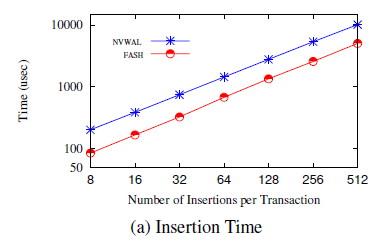 10000
1000
100
50
Time (usec)
NVWAL
FASH
8 16 32 64 128 256 512
Number of Insertions per Transaction
(a) Insertion Time